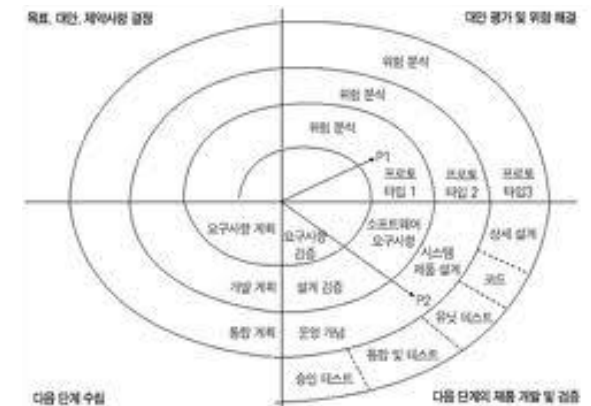 목표, 대안, 제약사항 결정
대안 평가 및 위험 해결
위험 분석
위험 분석
위험 분석
P1
프로토
타입 1
프로토
타입 2
프로토
타입3
요구사항 계획
요구사항
검증
소프트웨어
요구사항
상세 설계
시스템
제품 설계
코드
개발 계획
설계 검증
P2
유닛 테스트
통합 계획
운영 개념
통합 및 테스트
승인 테스트
다음 단계 수립
다음 단계의 제품 개발 및 검증